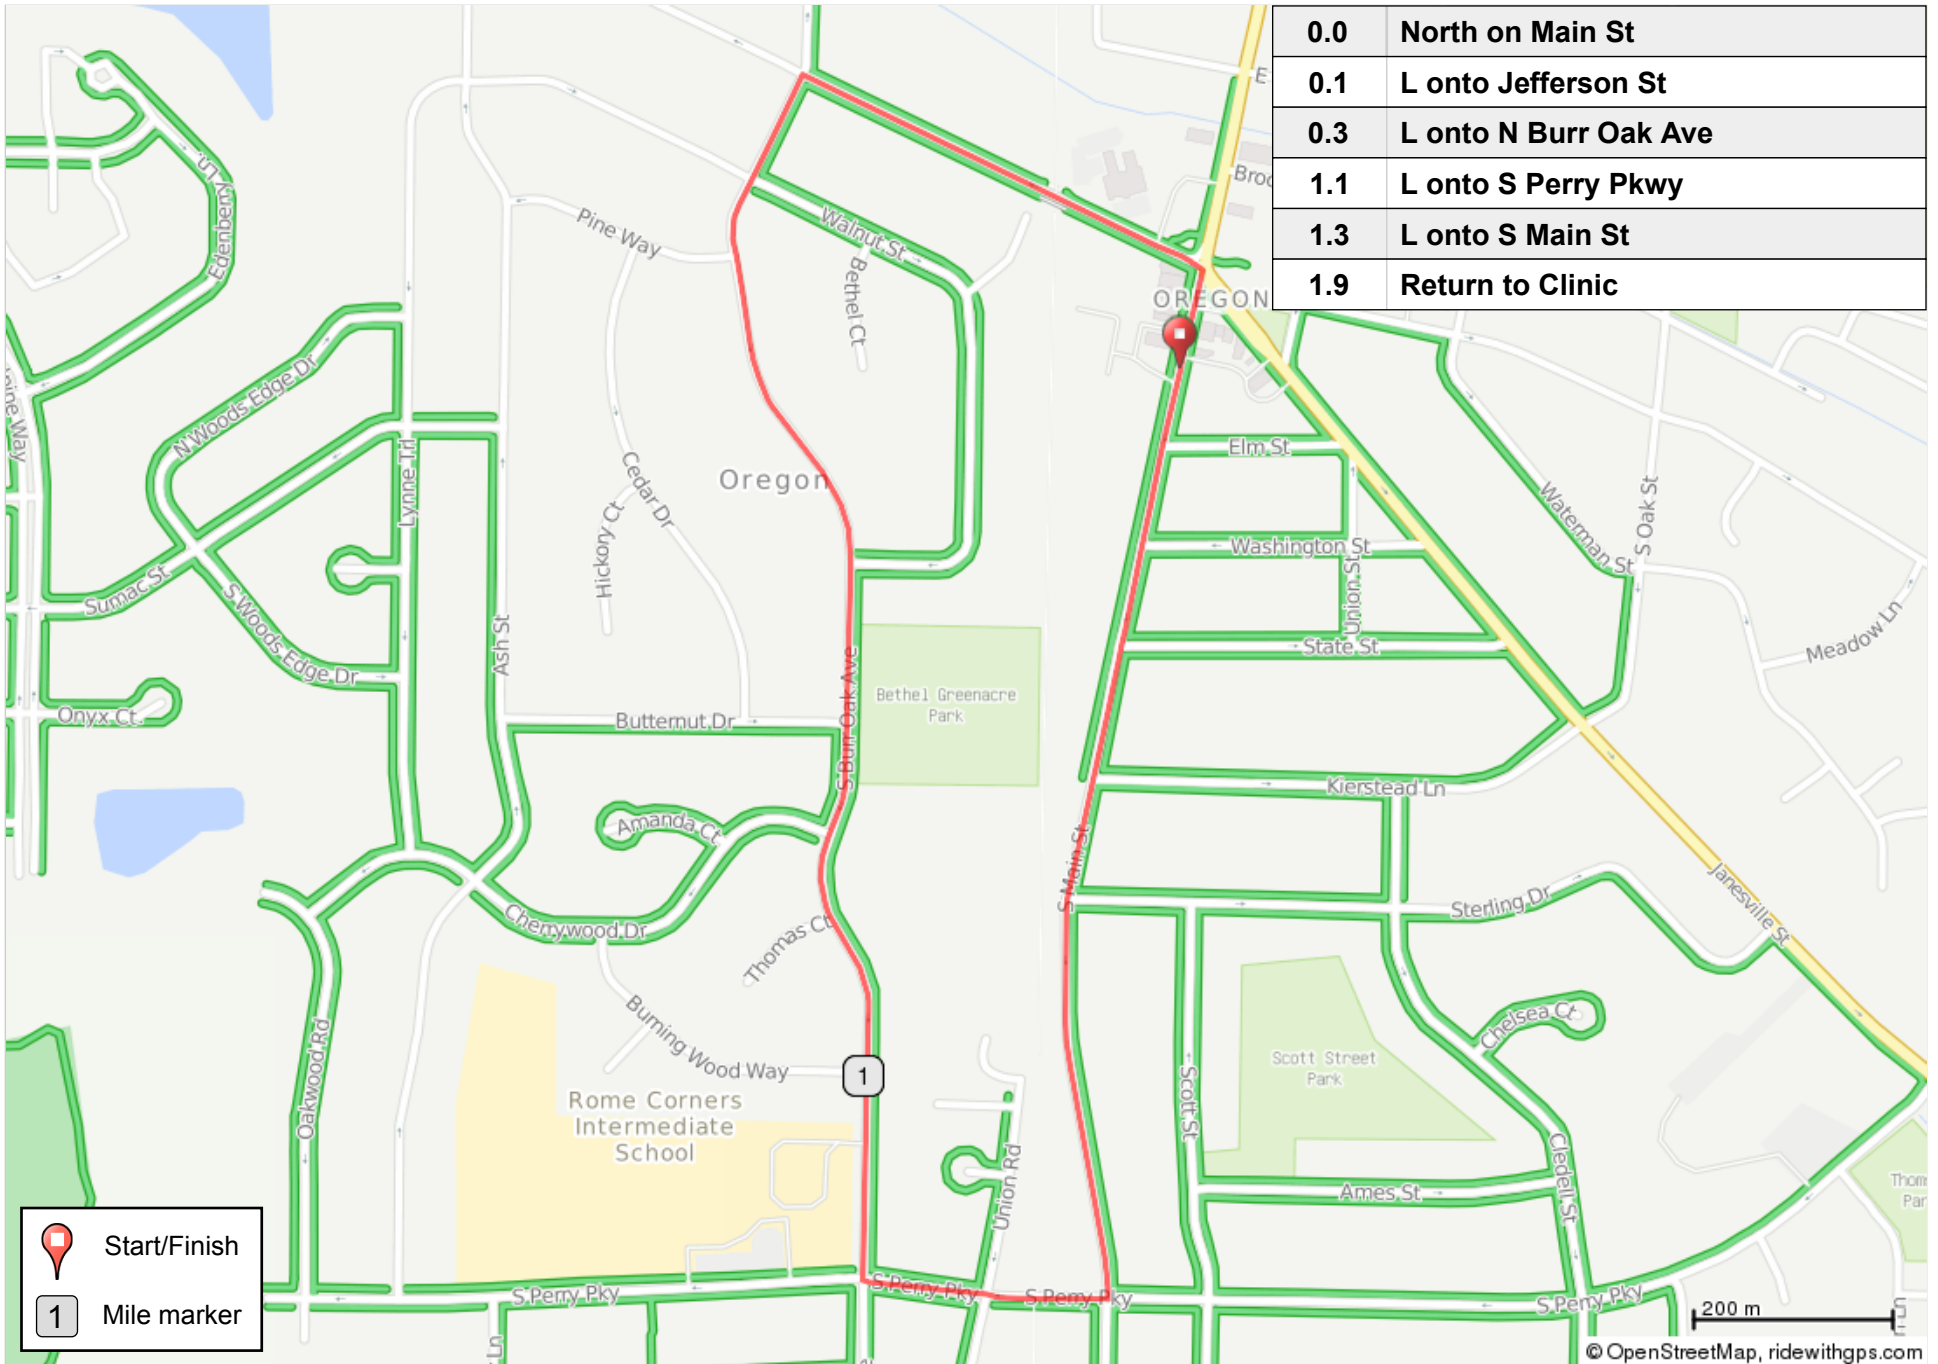 0.0 North on Main St
0.1 L onto Jefferson St
0.3 L onto N Burr Oak Ave
1.1 L onto S Perry Pkwy
1.3 L onto S Main St
1.9 Return to Clinic
E
Broo
OREGON
Edenberry Ln
Pine Way
Walnut St
Bethel Ct
N Woods Edge Dr
Lynne Trl
Oregon
Cedar Dr
Hickory Ct
Elm St
Washington St
Union St
State St
Waterman St
S Oak St
Meadow Ln
Sumac St
S Woods Edge Dr
Ash St
Onyx Ct
Butternut Dr
S Burr Oak Ave
Bethel Greenacre
Park
Kierstead Ln
Amanda Ct
S Main St
Sterling Dr
Janesville St
Cherrywood Dr
Thomas Ct
Burning Wood Way
1
Oakwood Rd
Rome Corners
Intermediate
School
Scott Street
Park
Chelsea Ct
Scott St
Union Rd
Ames St
Cledell St
Thom
Par
S Perry Pky
S Perry Pky
S Perry Pky
S Perry Pky
Ln
Start/Finish
1 Mile marker
200 m
© OpenStreetMap, ridewithgps.com